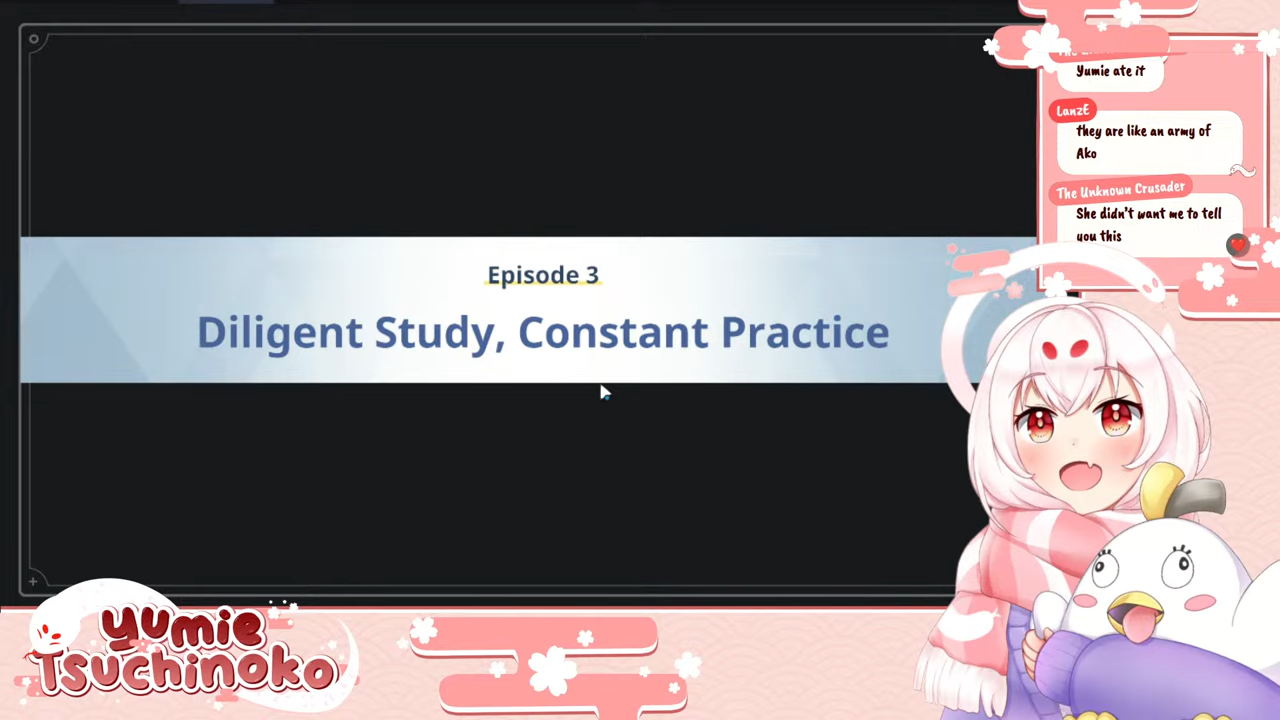 Episode 3
Diligent Study, Constant Practice
Yumie ate it
LanzE
they are like an army of
Ako
The Unknown Crusader
She didn't want me to tell
you this
Yumie
Tsuchinoko